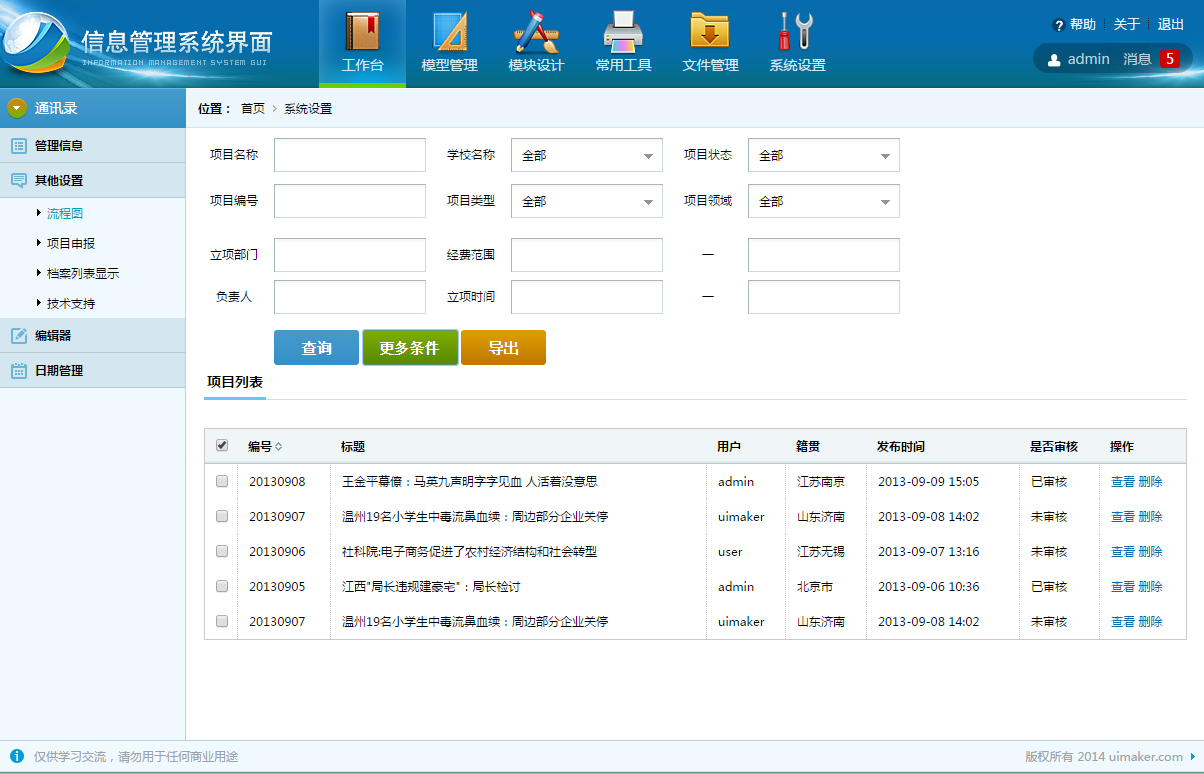 信息管理系统界面
INFORMATION MANAGEMENT SYSTEM GUI
工作台 模型管理 模块设计 常用工具 文件管理 系统设置
帮助 关于 退出
admin 消息 5
通讯录
管理信息
其他设置
流程图
项目申报
档案列表显示
技术支持
编辑器
日期管理
位置： 首页 > 系统设置
项目名称 学校名称 全部 项目状态 全部
项目编号 项目类型 全部 项目领域 全部
立项部门 经费范围 —
负责人 立项时间 —
查询 更多条件 导出
项目列表
编号 标题 用户 籍贯 发布时间 是否审核 操作
20130908 王金平幕僚：马英九声明字字见血 人活着没意思 admin 江苏南京 2013-09-09 15:05 已审核 查看 删除
20130907 温州19名小学生中毒流鼻血续：周边部分企业关停 uimaker 山东济南 2013-09-08 14:02 未审核 查看 删除
20130906 社科院:电子商务促进了农村经济结构和社会转型 user 江苏无锡 2013-09-07 13:16 未审核 查看 删除
20130905 江西"局长违规建豪宅"：局长检讨 admin 北京市 2013-09-06 10:36 已审核 查看 删除
20130907 温州19名小学生中毒流鼻血续：周边部分企业关停 uimaker 山东济南 2013-09-08 14:02 未审核 查看 删除
仅供学习交流，请勿用于任何商业用途
版权所有 2014 uimaker.com